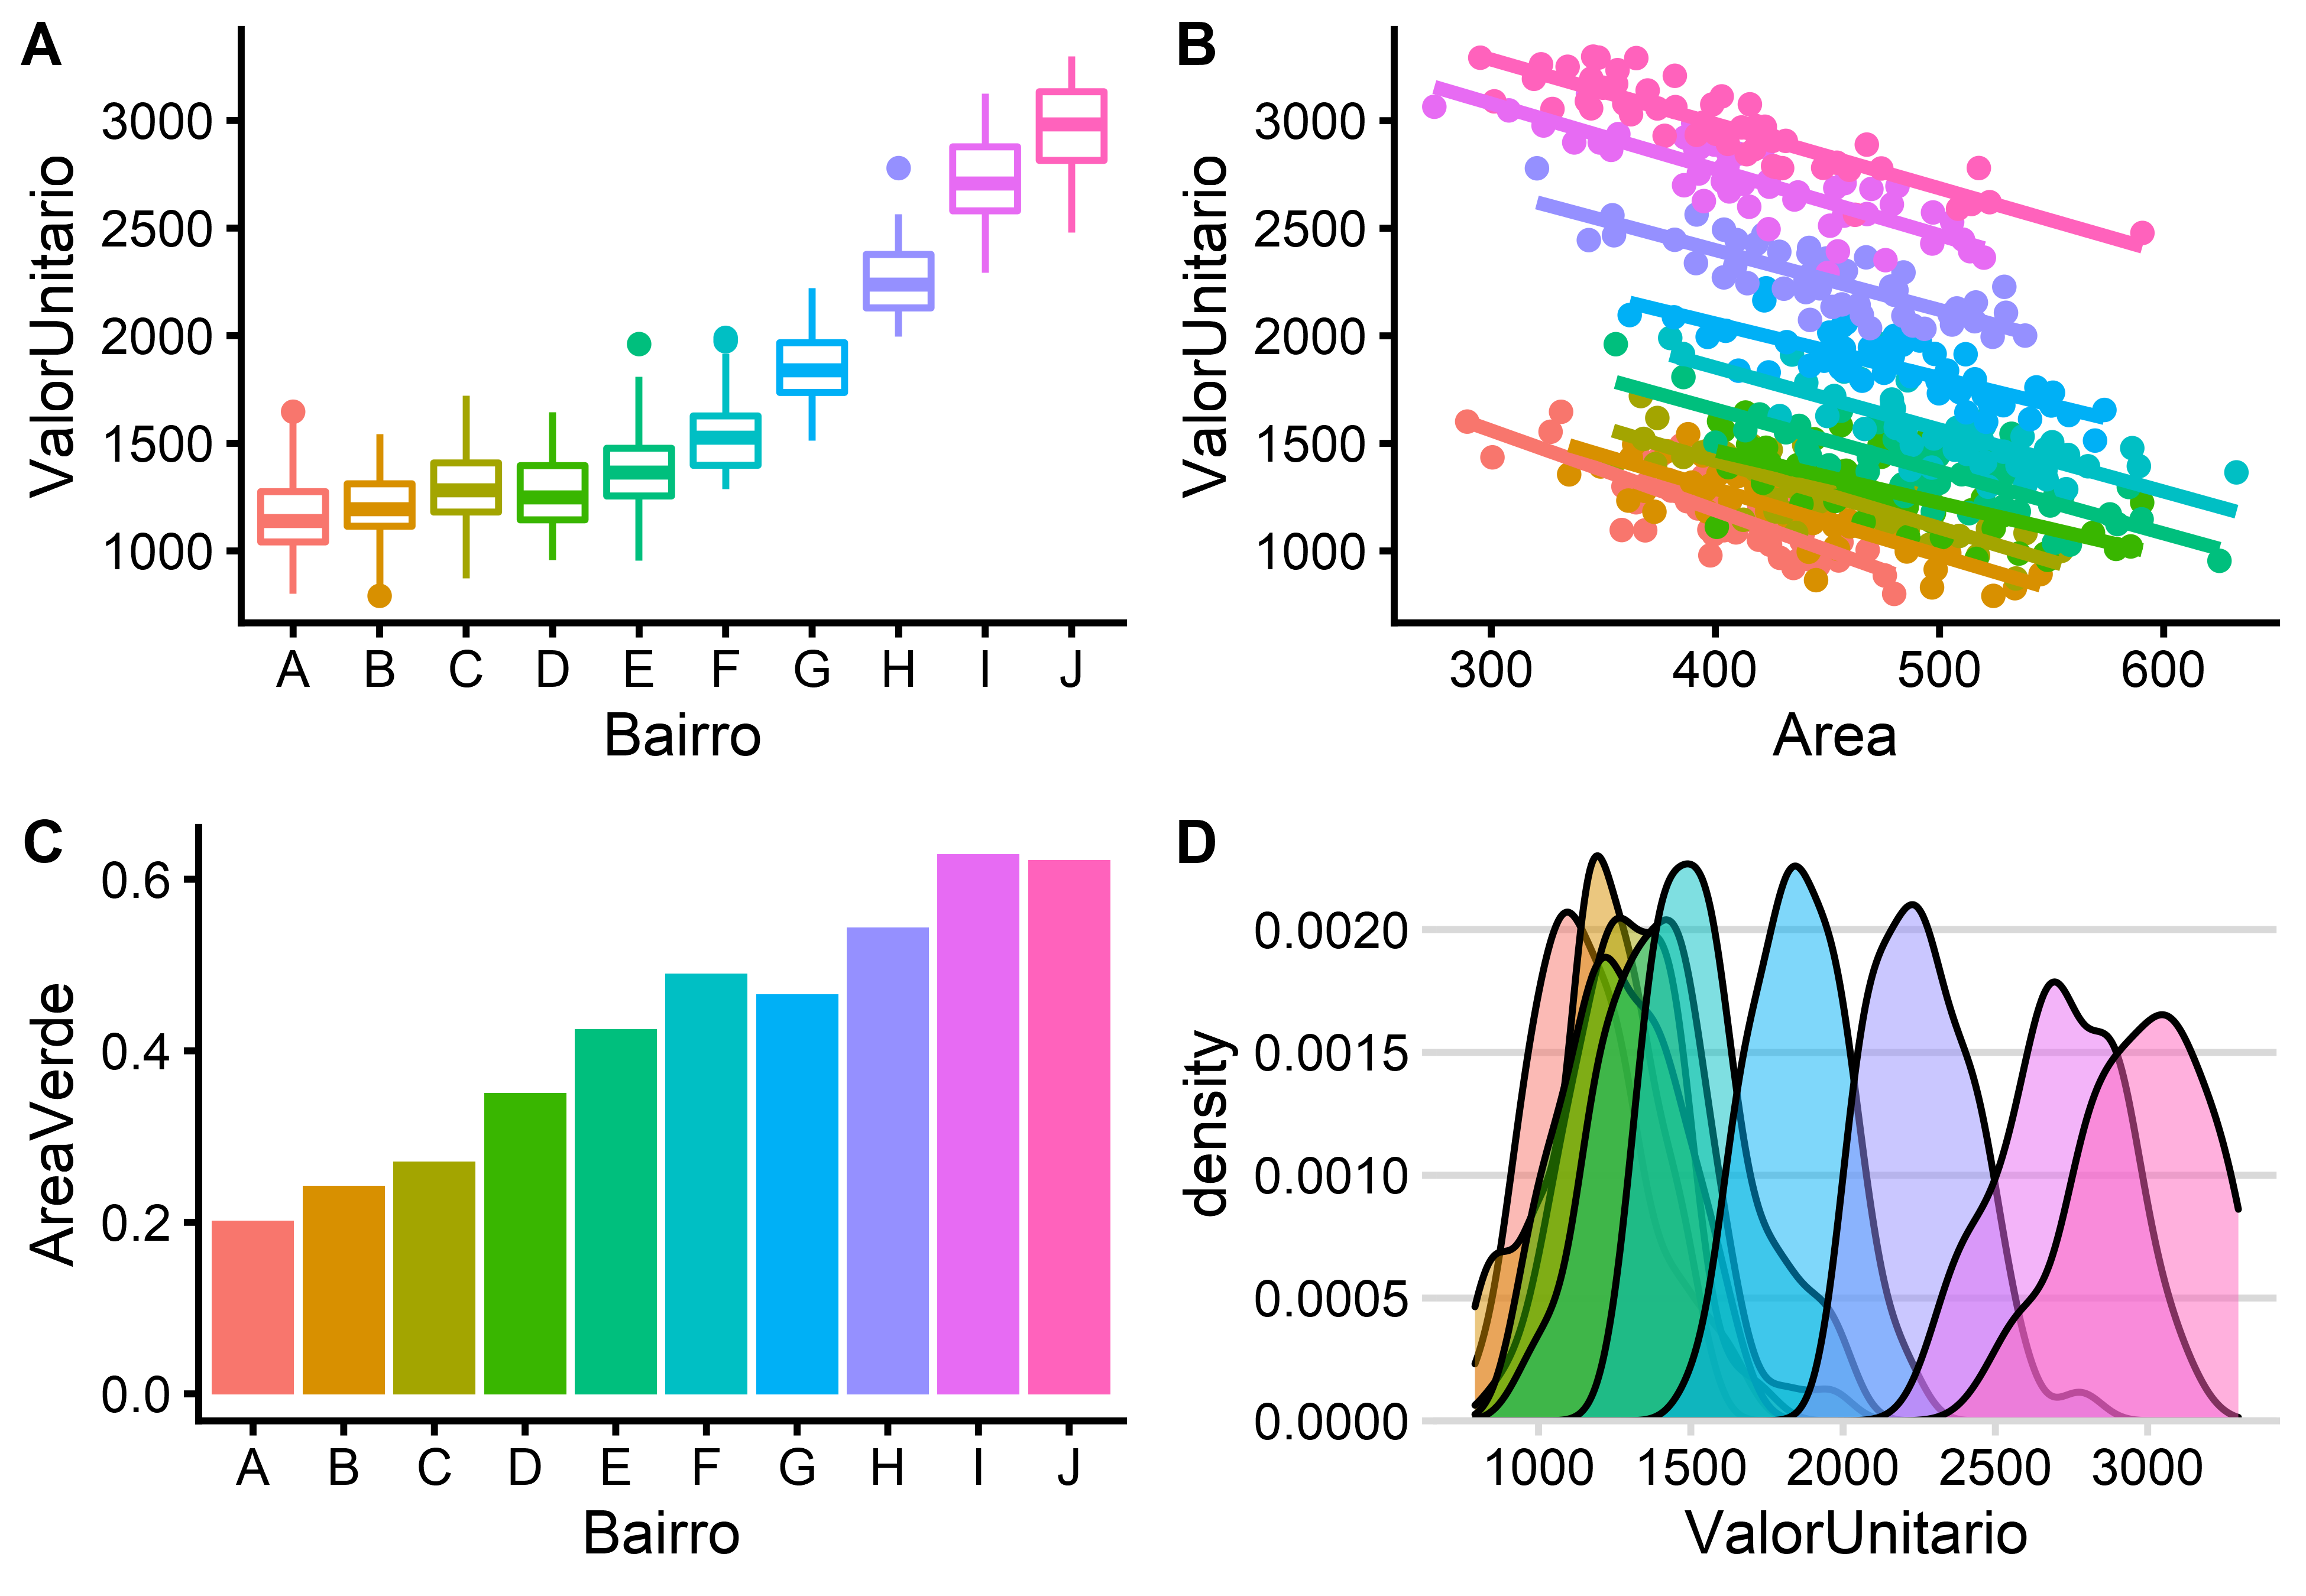 A
ValorUnitario
3000
2500
2000
1500
1000
A B C D E F G H I J
Bairro
B
ValorUnitario
3000
2500
2000
1500
1000
300 400 500 600
Area
C
AreaVerde
0.6
0.4
0.2
0.0
A B C D E F G H I J
Bairro
D
density
0.0020
0.0015
0.0010
0.0005
0.0000
1000 1500 2000 2500 3000
ValorUnitario